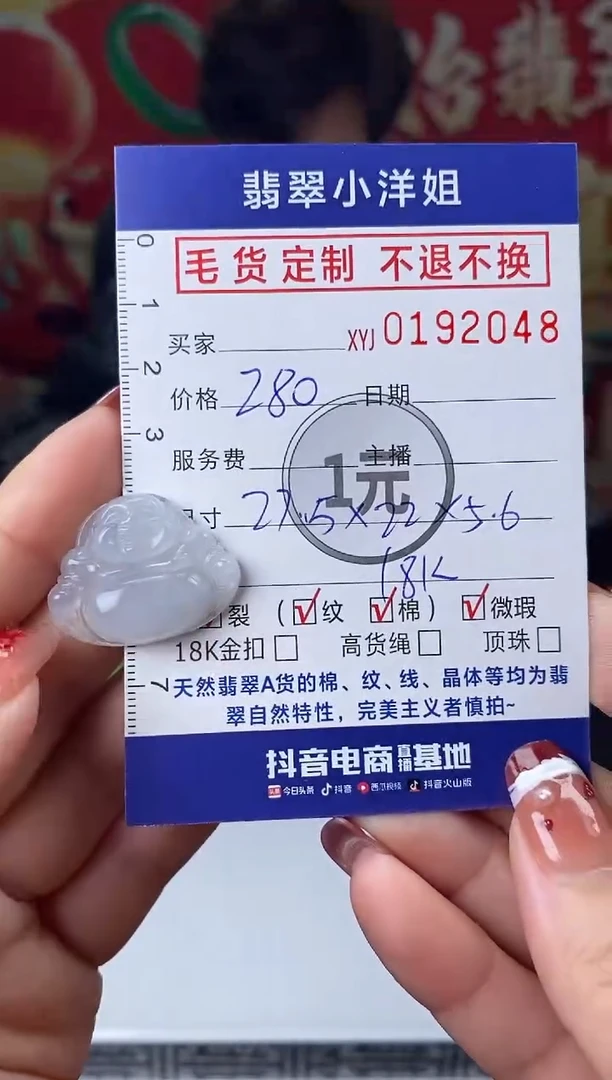 翡翠小洋姐
毛货定制 不退不换
买家 XYJ 0192048
价格 280 日期
服务费 主播
1元
寸 27.5×22×5.6
18K
裂 (☑纹 ☑棉) ☑微瑕
18K金扣□ 高货绳□ 顶珠□
天然翡翠A货的棉、纹、线、晶体等均为翡
翠自然特性，完美主义者慎拍~
抖音电商直播基地
今日头条 抖音 西瓜视频 抖音火山版
0
1
2
3
7